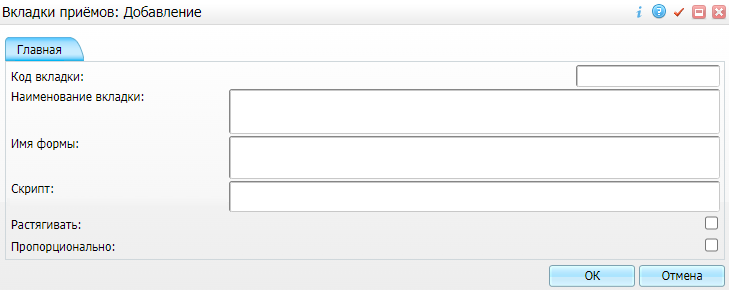 Вкладки приёмов: Добавление
Главная
Код вкладки:
Наименование вкладки:
Имя формы:
Скрипт:
Растягивать:
Пропорционально:
ОК Отмена